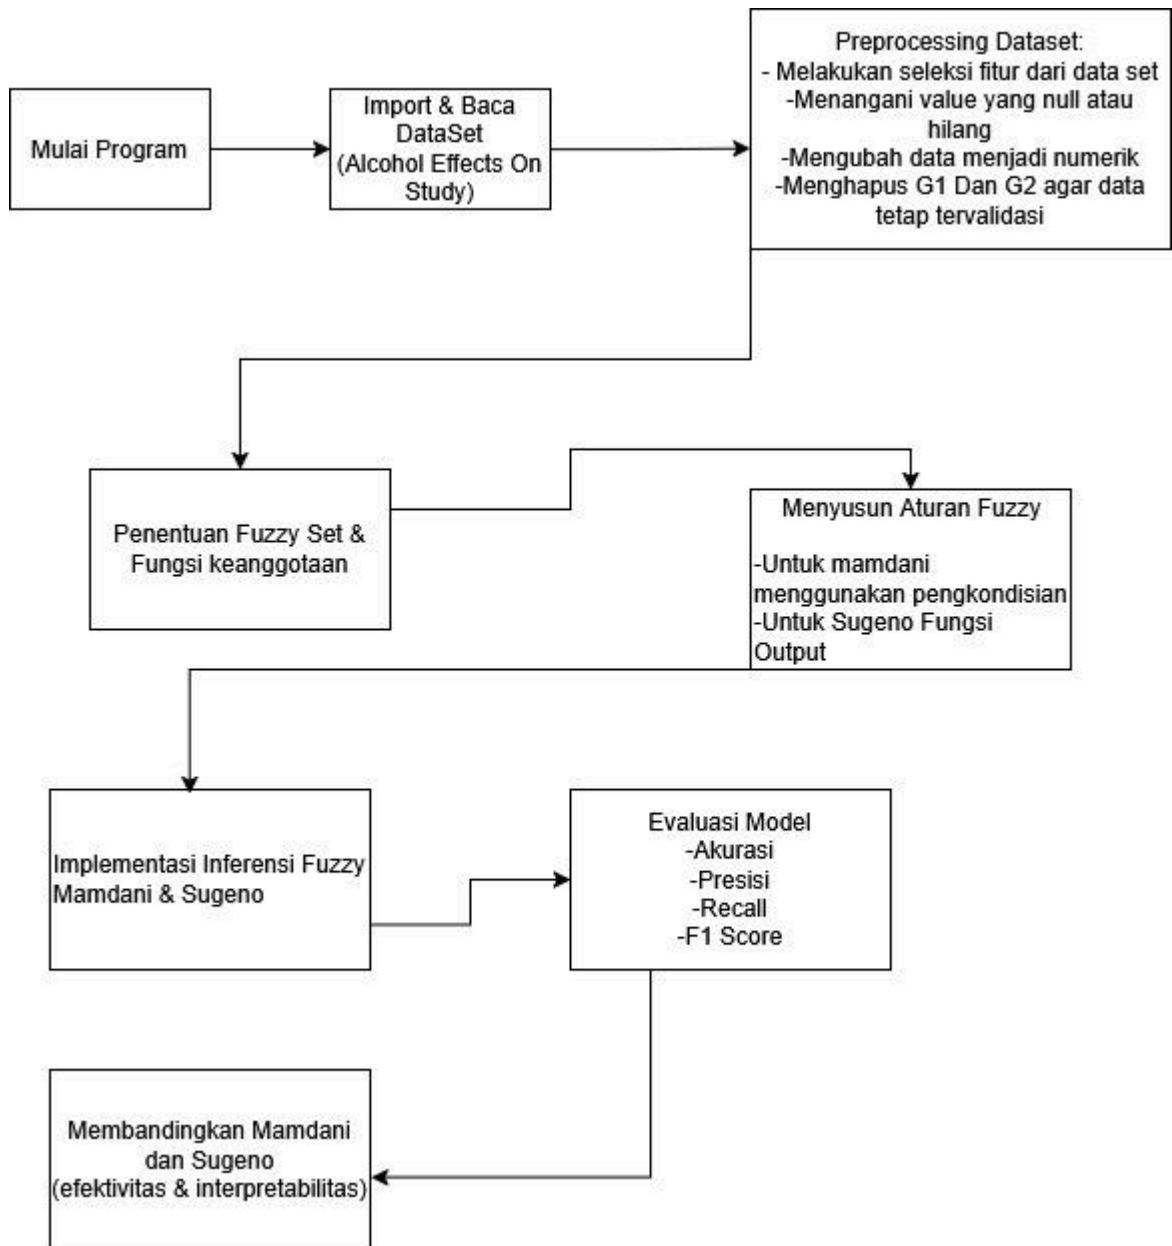 Mulai Program
Import & Baca
DataSet
(Alcohol Effects On
Study)
Preprocessing Dataset:
- Melakukan seleksi fitur dari data set
-Menangani value yang null atau
hilang
-Mengubah data menjadi numerik
-Menghapus G1 Dan G2 agar data
tetap tervalidasi
Penentuan Fuzzy Set &
Fungsi keanggotaan
Menyusun Aturan Fuzzy
-Untuk mamdani
menggunakan pengkondisian
-Untuk Sugeno Fungsi
Output
Implementasi Inferensi Fuzzy
Mamdani & Sugeno
Evaluasi Model
-Akurasi
-Presisi
-Recall
-F1 Score
Membandingkan Mamdani
dan Sugeno
(efektivitas & interpretabilitas)